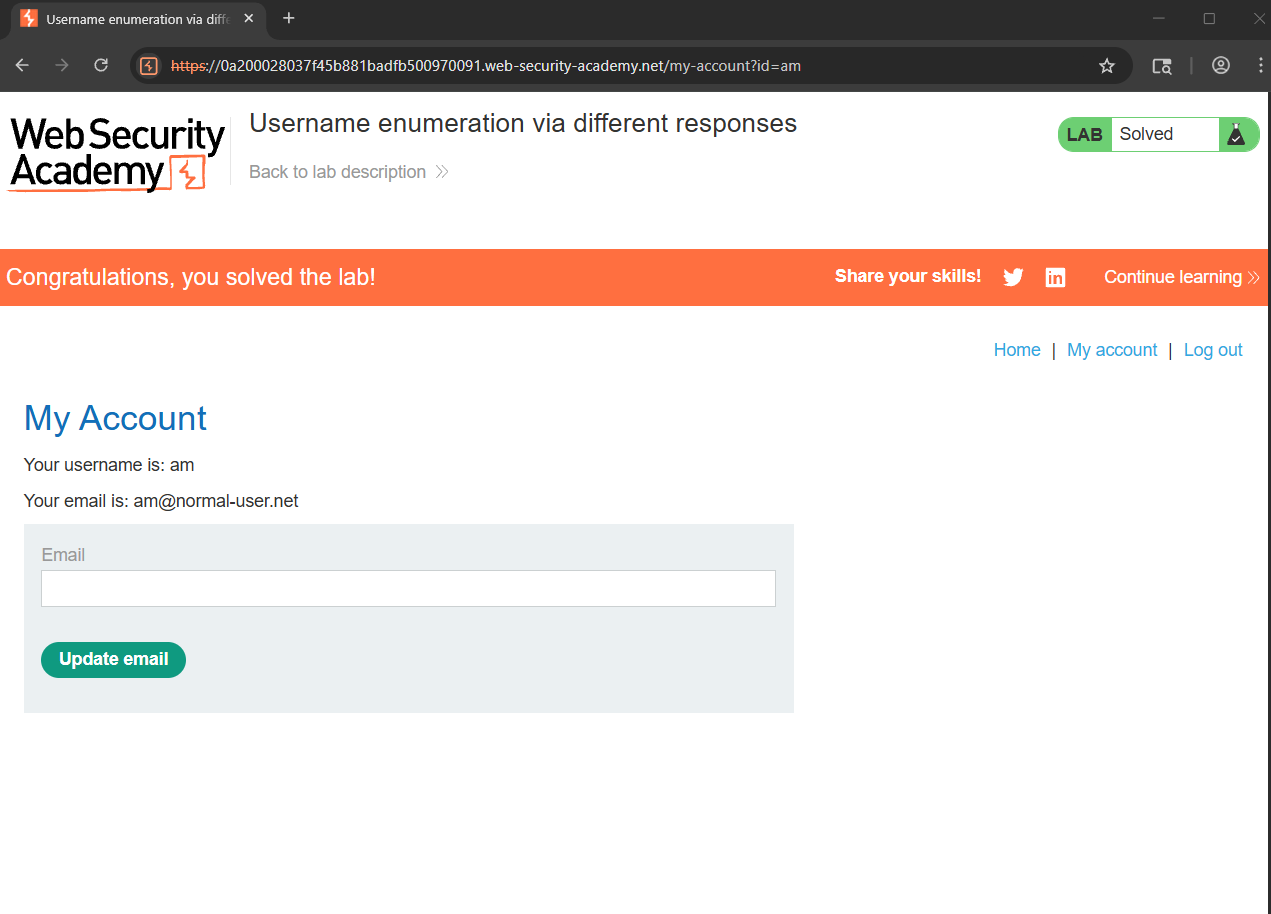 Username enumeration via diffe
https://0a200028037f45b881badfb500970091.web-security-academy.net/my-account?id=am
Web Security
Academy
Username enumeration via different responses
Back to lab description
LAB Solved
Congratulations, you solved the lab!
Share your skills!
Continue learning
Home | My account | Log out
My Account
Your username is: am
Your email is: am@normal-user.net
Email
Update email